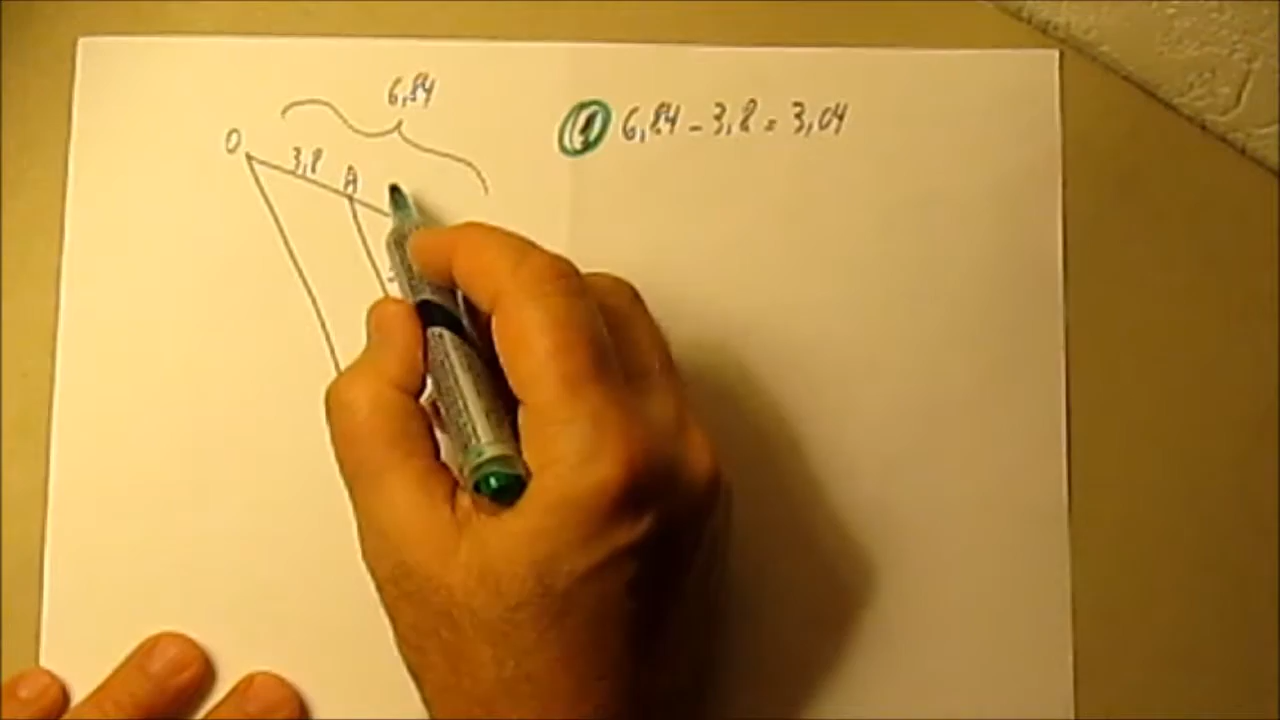 6,84
① 6,84 - 3,8 = 3,04
O
3,8
A